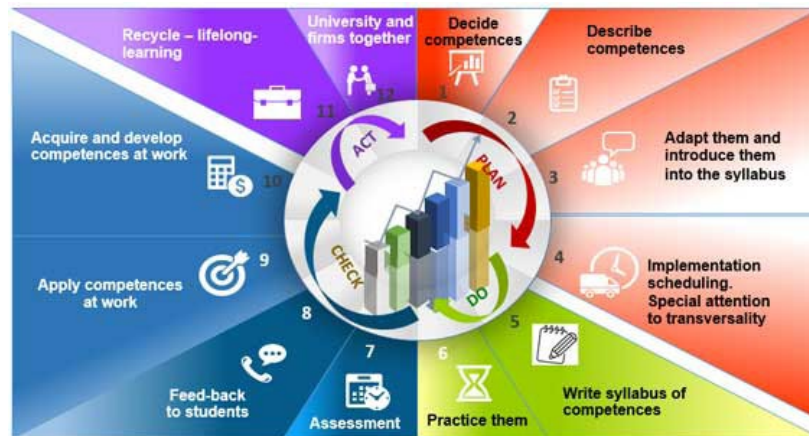 Decide
competences
1
Describe
competences
2
Adapt them and
introduce them
into the syllabus
3
Implementation
scheduling.
Special attention
to transversality
4
Write syllabus of
competences
5
Practice them
6
Assessment
7
Feed-back
to students
8
Apply competences
at work
9
Acquire and develop
competences at work
10
$
Recycle – lifelong-
learning
11
University and
firms together
12
PLAN
DO
CHECK
ACT